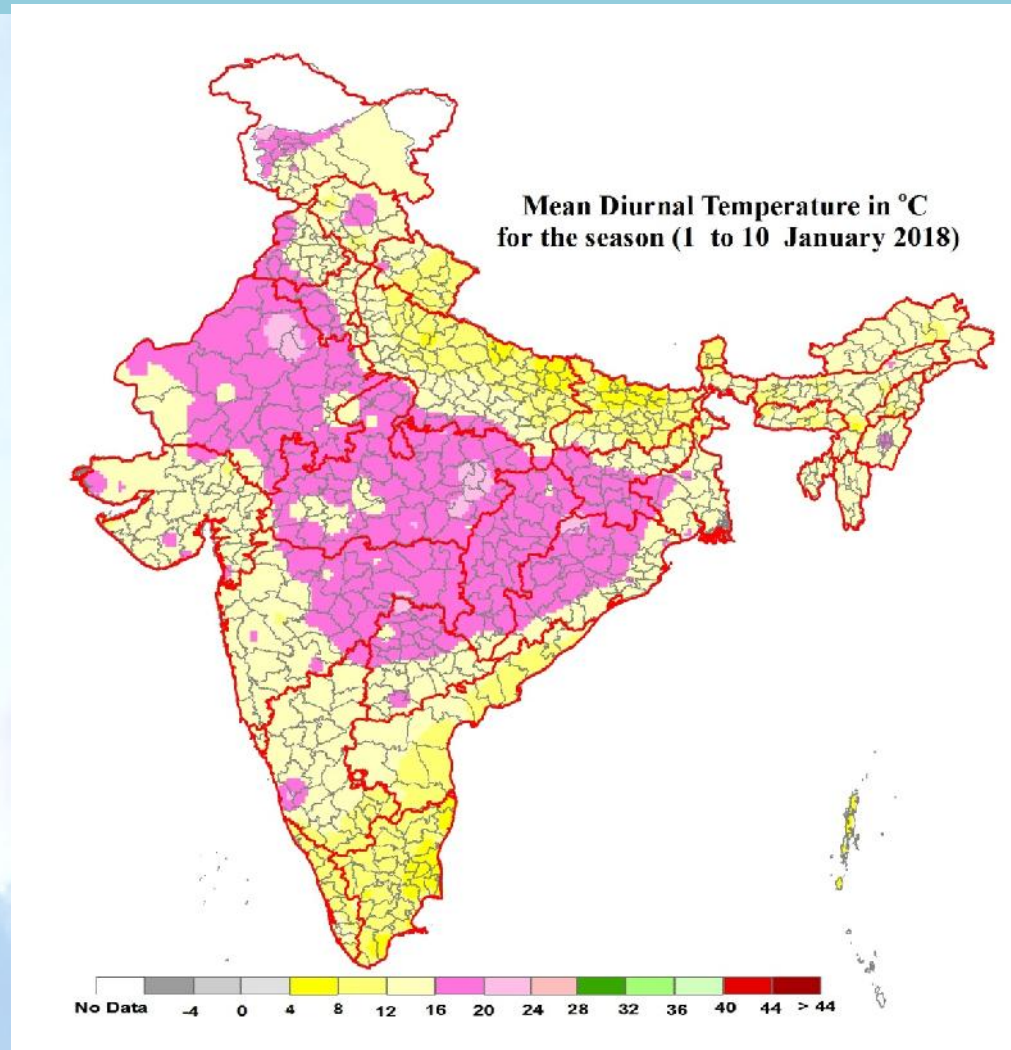 Mean Diurnal Temperature in °C
for the season (1 to 10 January 2018)
No Data -4 0 4 8 12 16 20 24 28 32 36 40 44 > 44